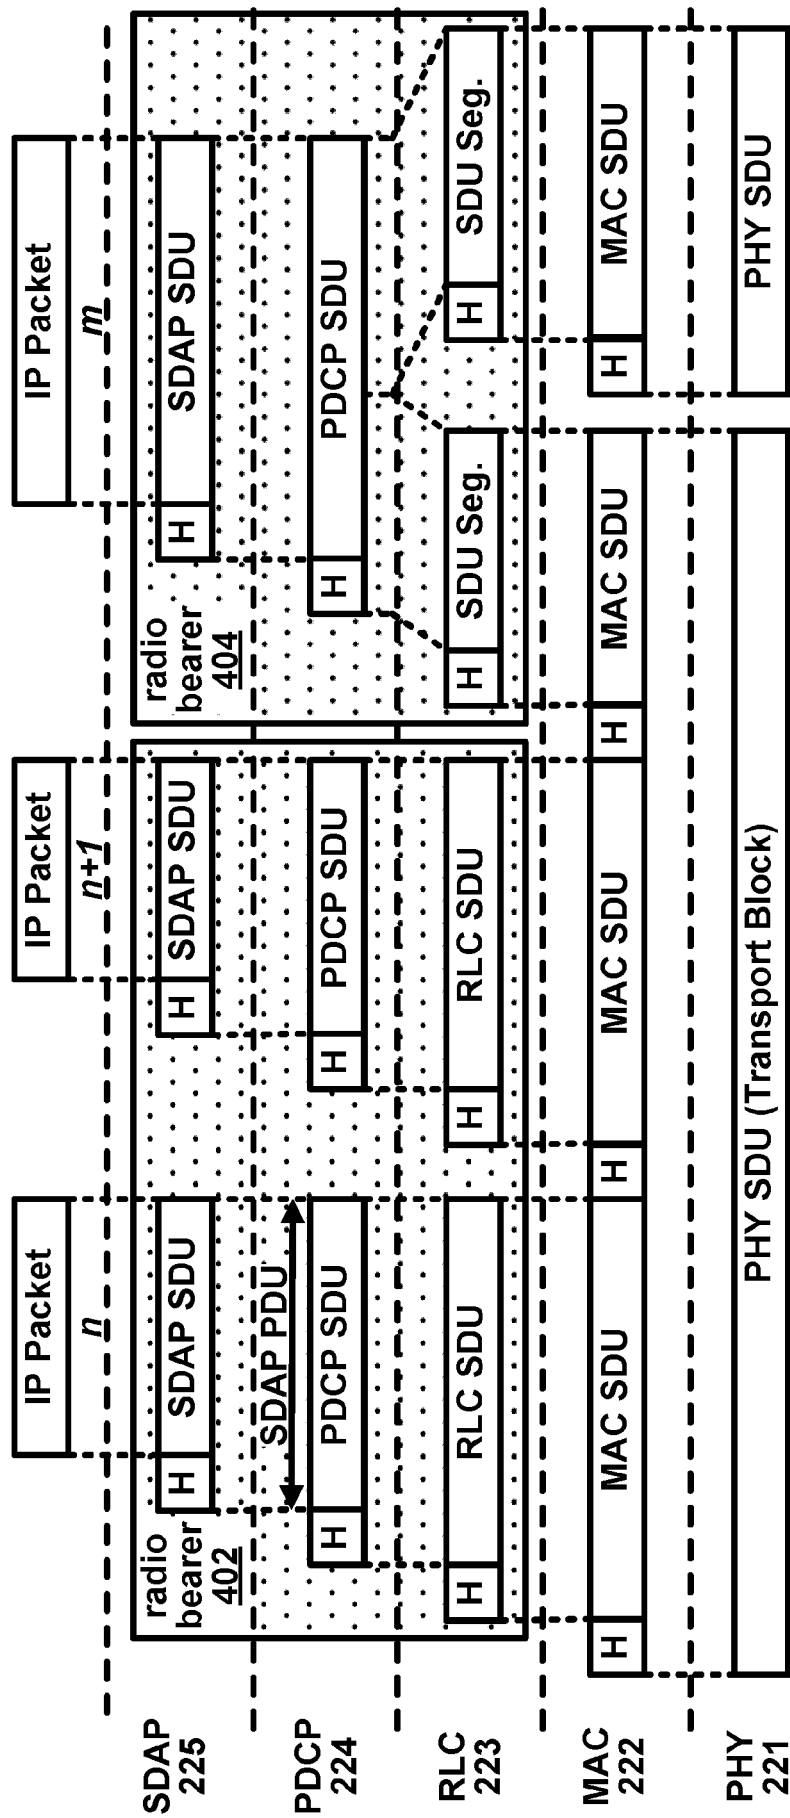 IP Packet
IP Packet
IP Packet
n
n+1
m
SDAP
225
radio
bearer
402
H
SDAP SDU
H
SDAP SDU
radio
bearer
404
H
SDAP SDU
SDAP PDU
PDCP
224
H
PDCP SDU
H
PDCP SDU
H
PDCP SDU
RLC
223
H
RLC SDU
H
RLC SDU
H
SDU Seg.
H
SDU Seg.
MAC
222
H
MAC SDU
H
MAC SDU
H
MAC SDU
H
MAC SDU
PHY
221
PHY SDU (Transport Block)
PHY SDU